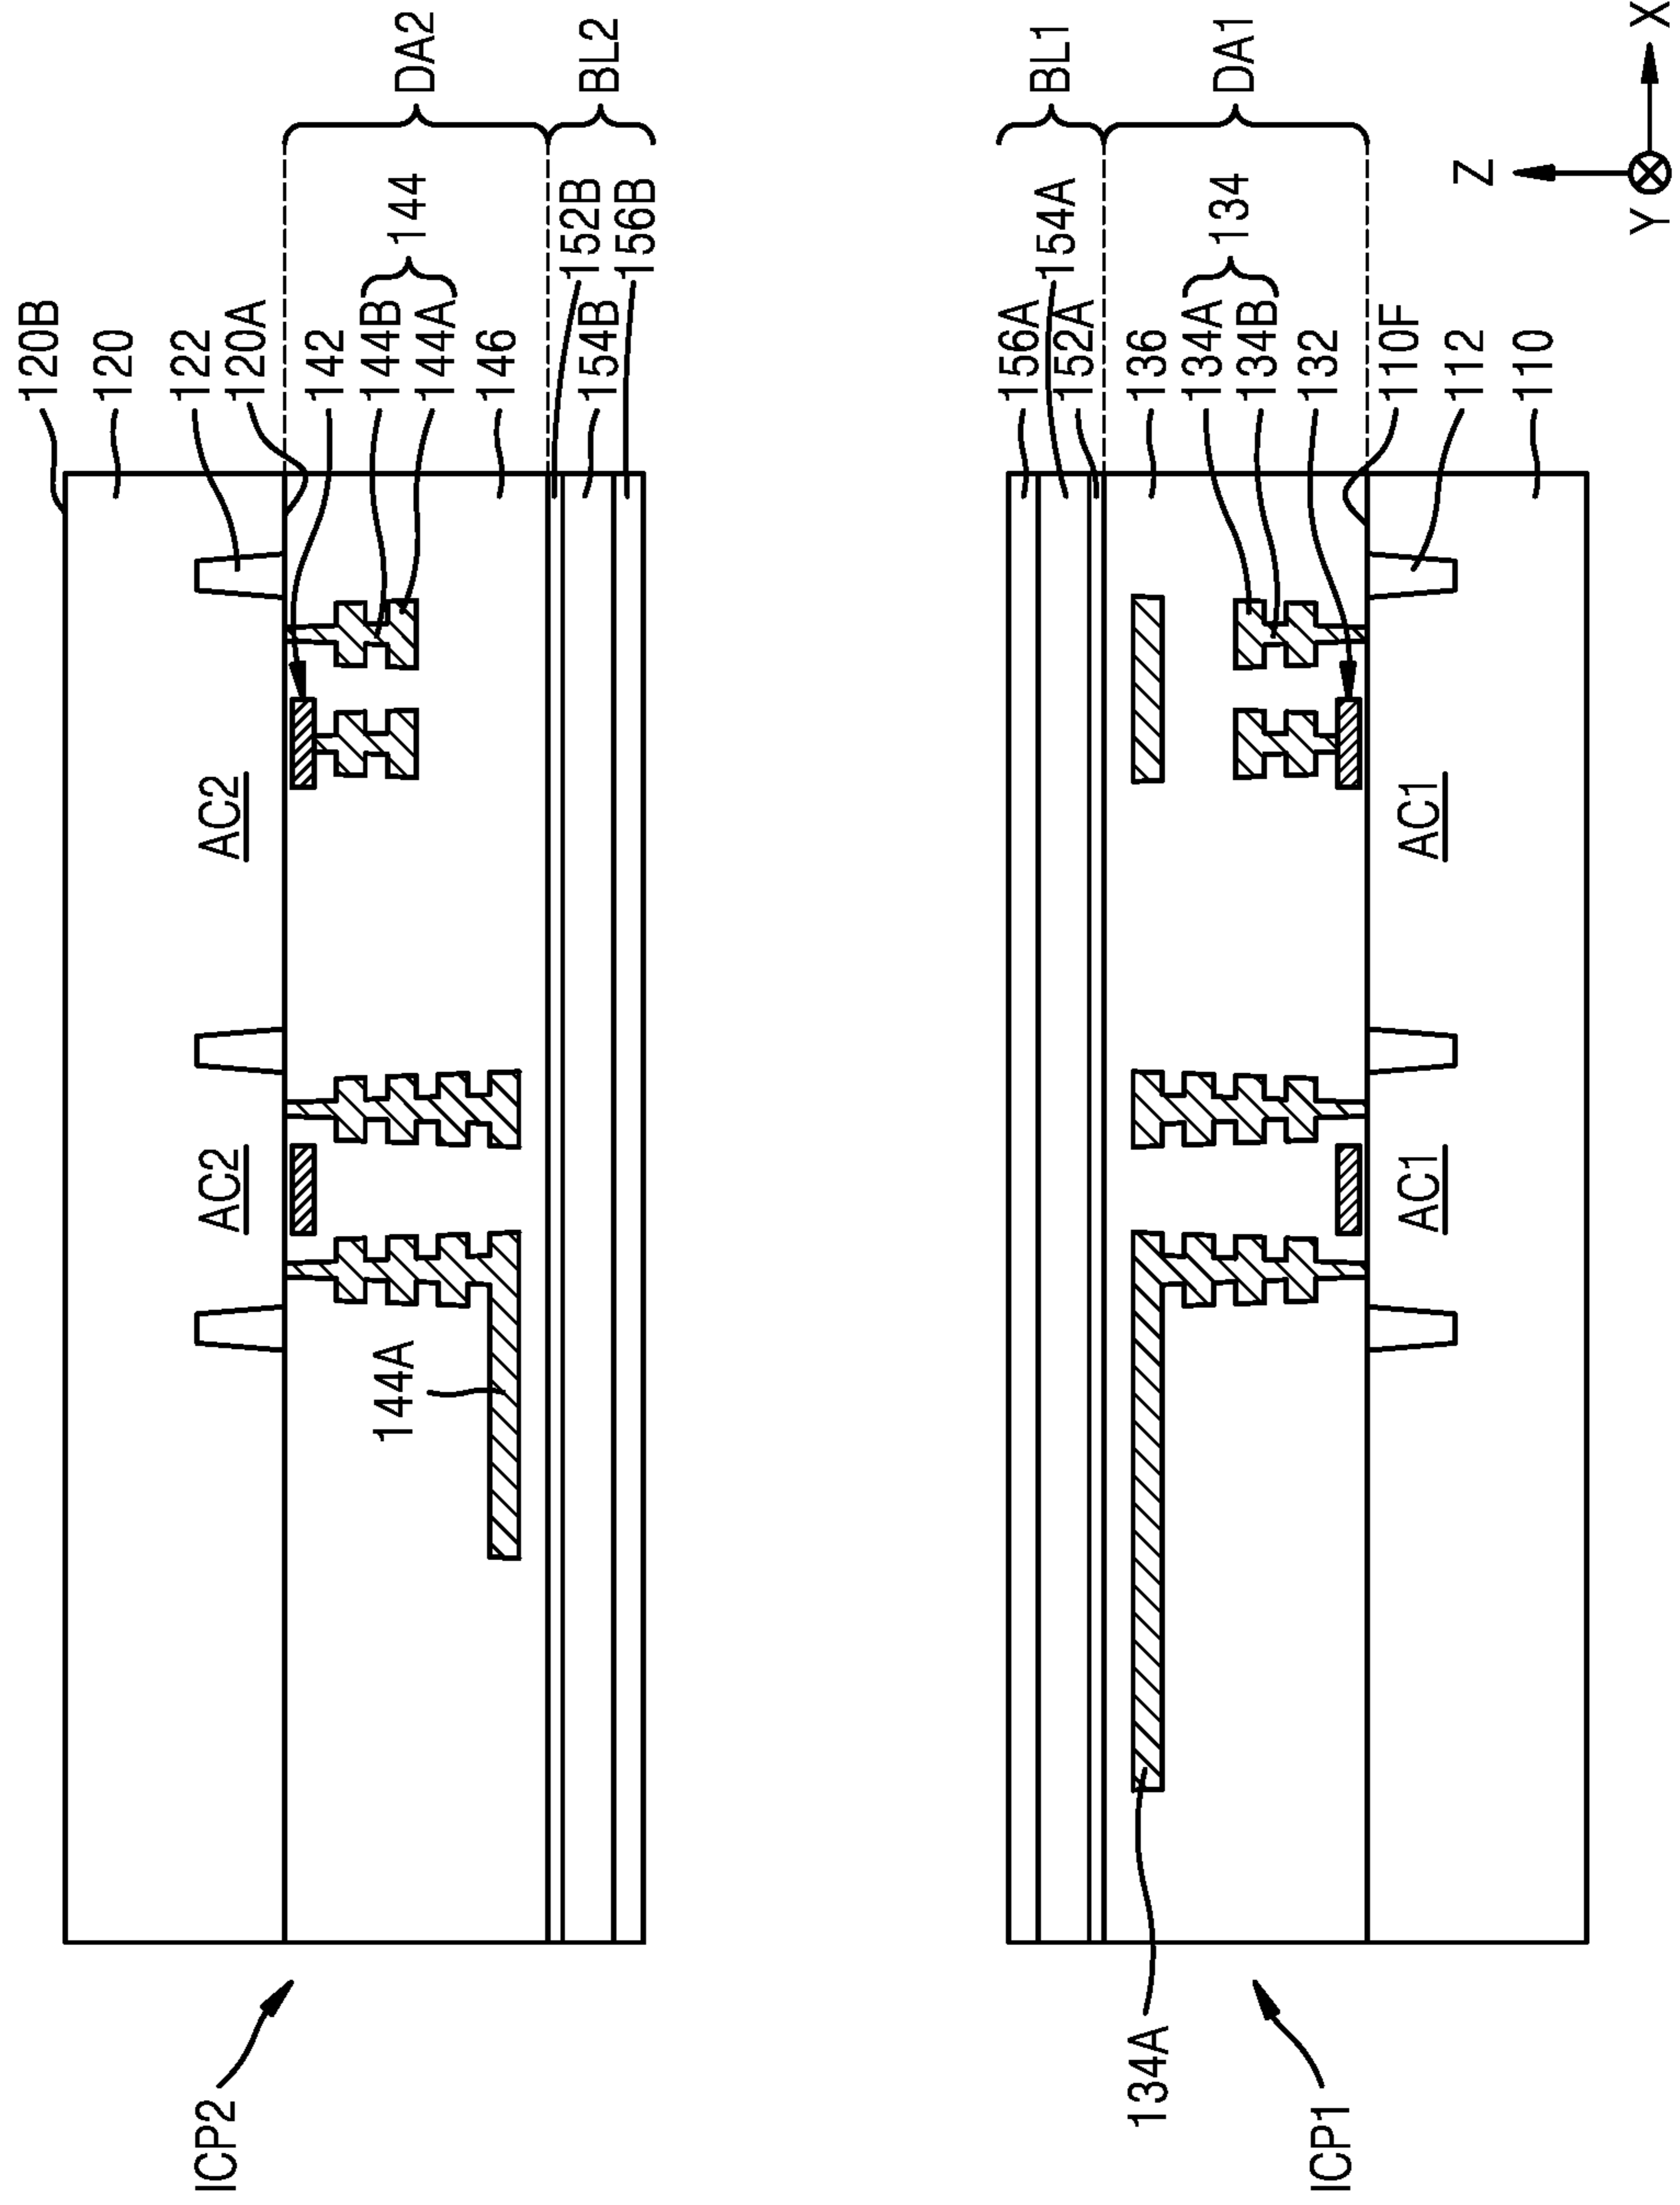 120B
120
122
120A
142
144B
144A
144
146
152B
154B
156B
DA2
BL2
AC2
AC2
144A
ICP2
156A
154A
152A
136
134A
134B
134
132
110F
112
110
BL1
DA1
AC1
AC1
134A
ICP1
Z
Y
X